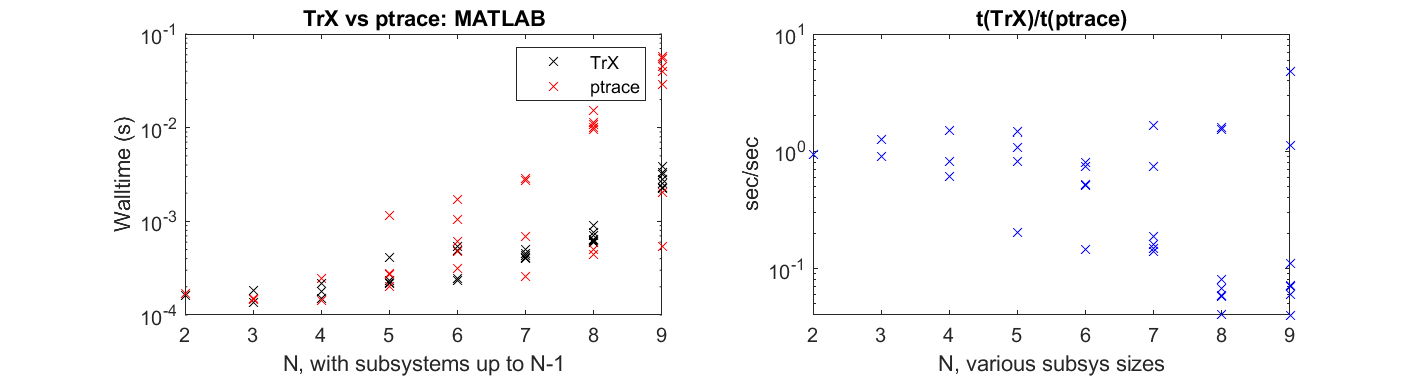 TrX vs ptrace: MATLAB
10^-1
10^-2
10^-3
10^-4
Walltime (s)
TrX
ptrace
2 3 4 5 6 7 8 9
N, with subsystems up to N-1
t(TrX)/t(ptrace)
10^1
10^0
10^-1
sec/sec
2 3 4 5 6 7 8 9
N, various subsys sizes